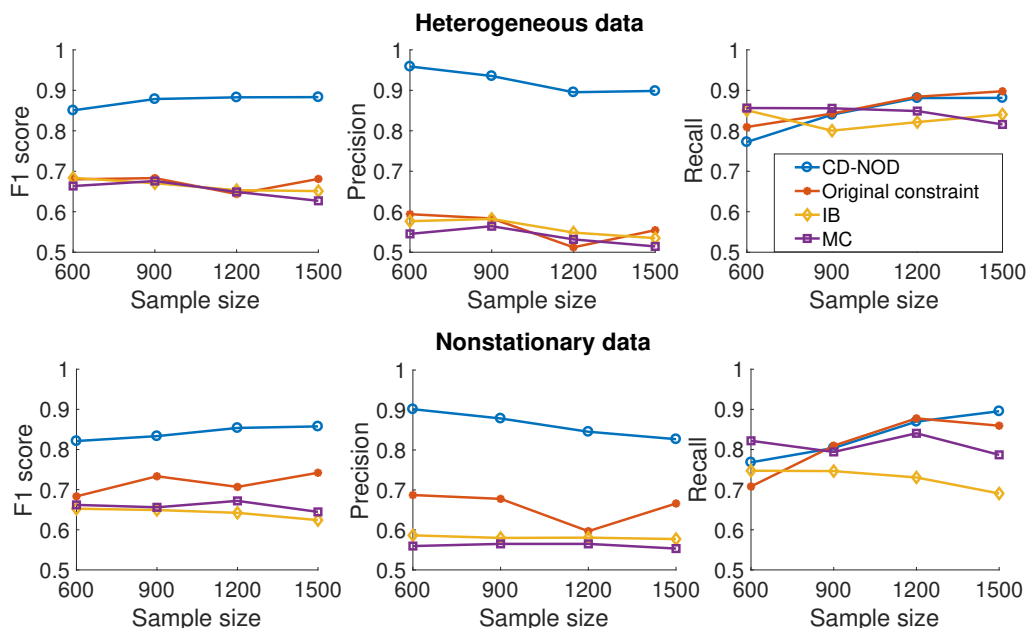 Heterogeneous data
F1 score
1
0.9
0.8
0.7
0.6
0.5
600 900 1200 1500
Sample size
Precision
1
0.9
0.8
0.7
0.6
0.5
600 900 1200 1500
Sample size
Recall
1
0.9
0.8
0.7
0.6
0.5
CD-NOD
Original constraint
IB
MC
600 900 1200 1500
Sample size
Nonstationary data
F1 score
1
0.9
0.8
0.7
0.6
0.5
600 900 1200 1500
Sample size
Precision
1
0.9
0.8
0.7
0.6
0.5
600 900 1200 1500
Sample size
Recall
1
0.9
0.8
0.7
0.6
0.5
600 900 1200 1500
Sample size